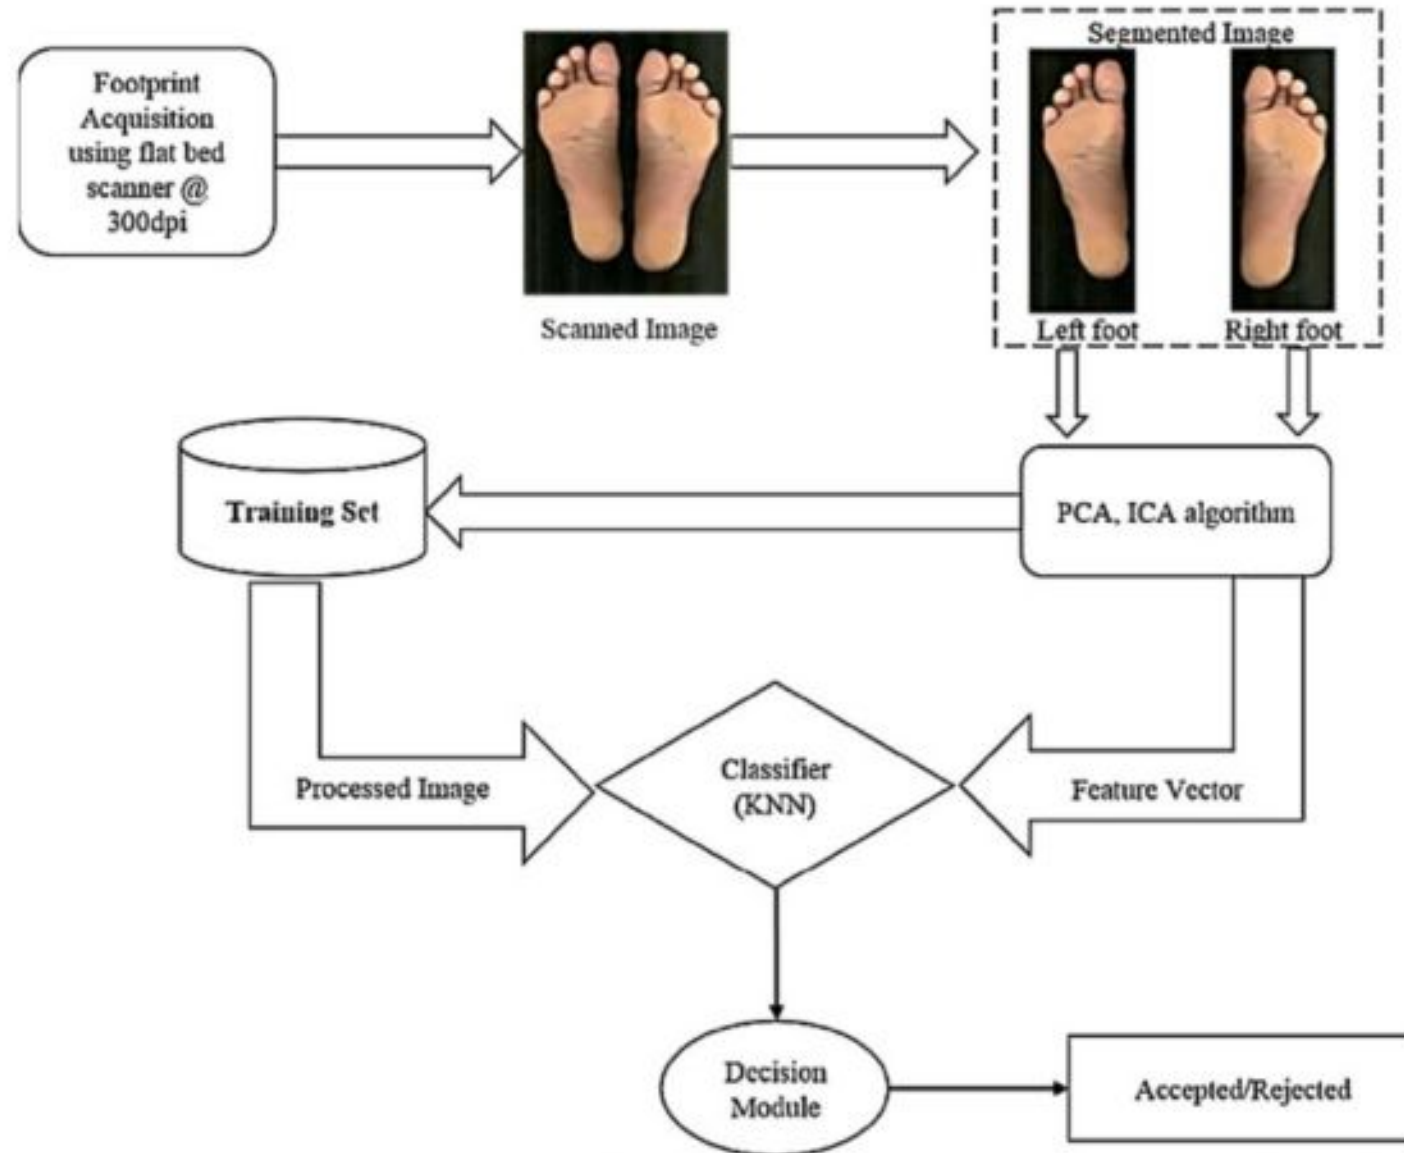 Footprint
Acquisition
using flat bed
scanner @
300dpi
Scanned Image
Segmented Image
Left foot
Right foot
Training Set
PCA, ICA algorithm
Processed Image
Classifier
(KNN)
Feature Vector
Decision
Module
Accepted/Rejected